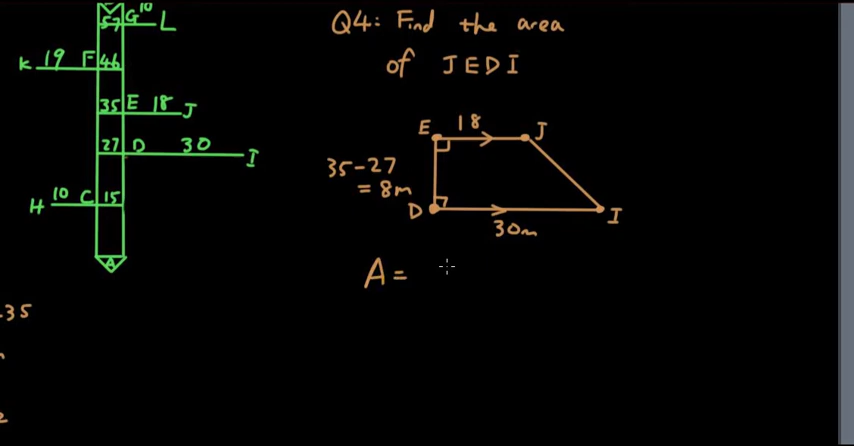 57 G 10 L
K 19 F 46
35 E 18 J
27 D 30 I
H 10 C 15
A
.35
Q4: Find the area
of JEDI
E 18 J
35-27
= 8m
D I
30m
A =